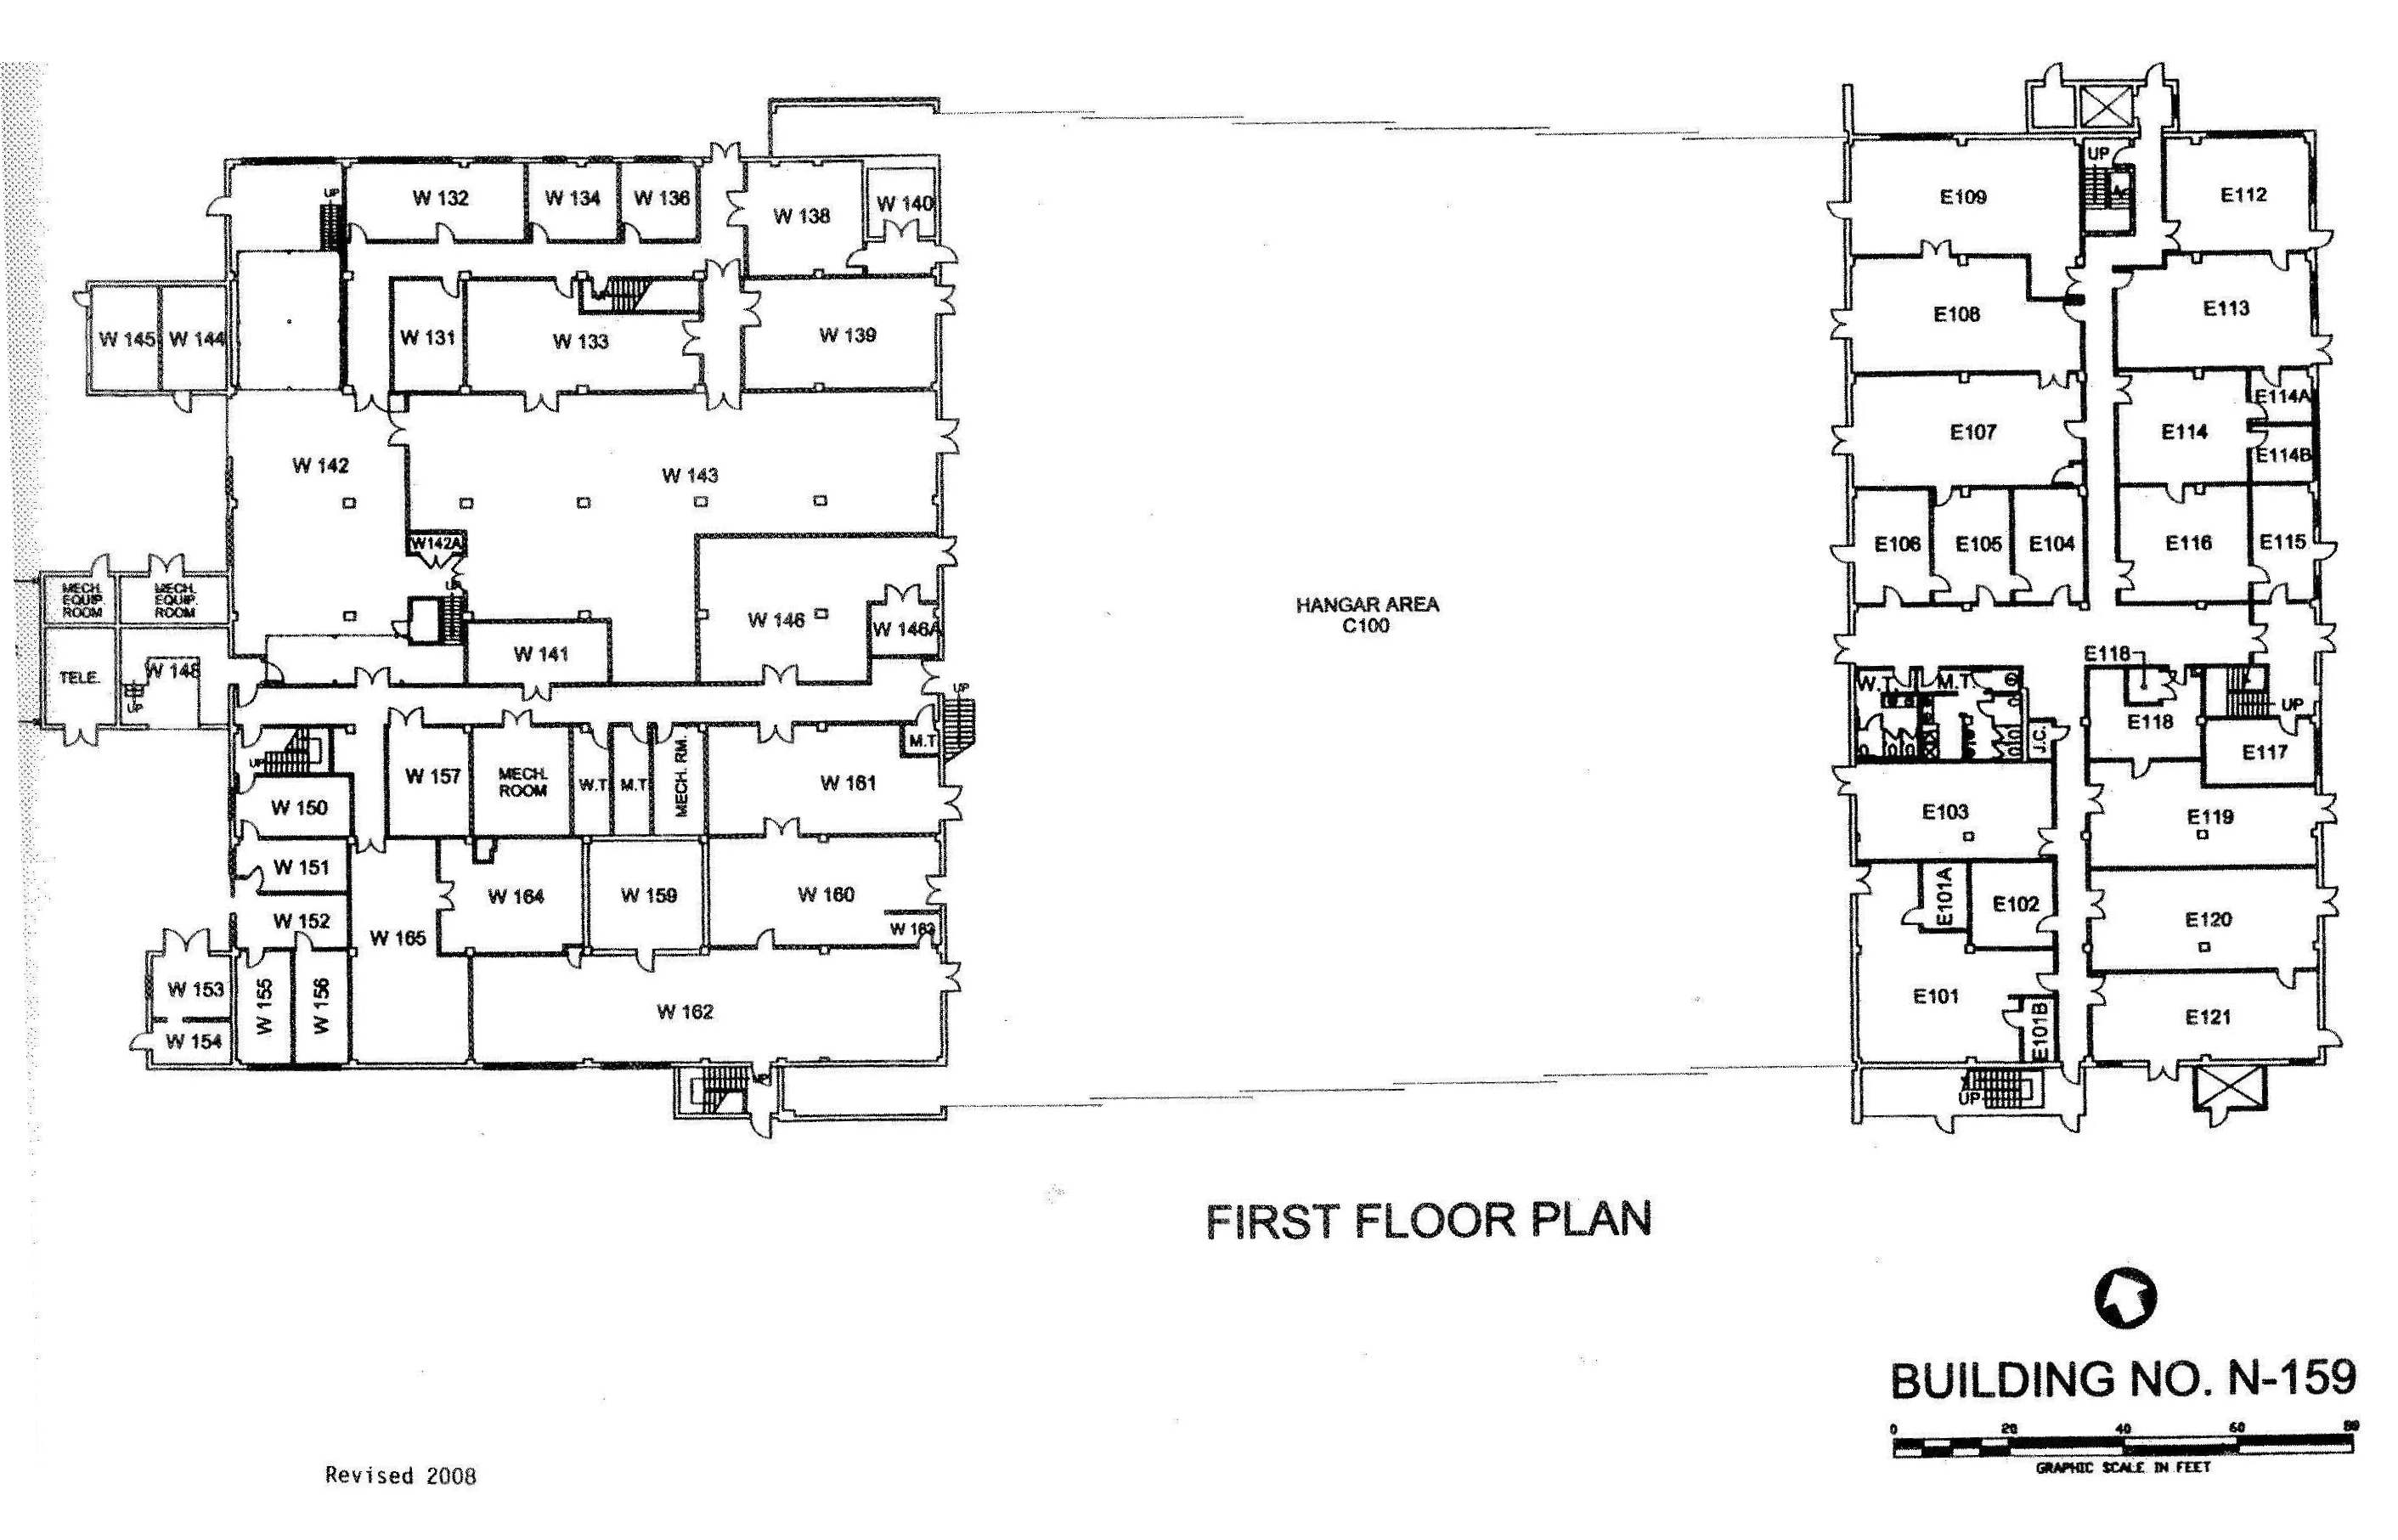 UP
W 132
W 134
W 136
W 138
W 140
W 145
W 144
W 131
W 133
W 139
W 142
W 143
W142A
UP
MECH.
EQUIP.
ROOM
MECH.
EQUIP.
ROOM
W 146
W 146A
W 141
TELE.
W 148
UP
UP
UP
W 157
MECH.
ROOM
W.T
M.T
MECH. RM.
M.T
W 161
W 150
W 151
W 152
W 165
W 164
W 159
W 160
W 163
W 153
W 154
W 155
W 156
W 162
HANGAR AREA
C100
UP
E109
E112
E108
E113
E107
E114
E114A
E114B
E106
E105
E104
E116
E115
E118
W.T.
M.T.
J.C.
E118
UP
E117
E103
E119
E101A
E102
E120
E101
E101B
E121
UP
FIRST FLOOR PLAN
BUILDING NO. N-159
0 20 40 60 80
GRAPHIC SCALE IN FEET
Revised 2008